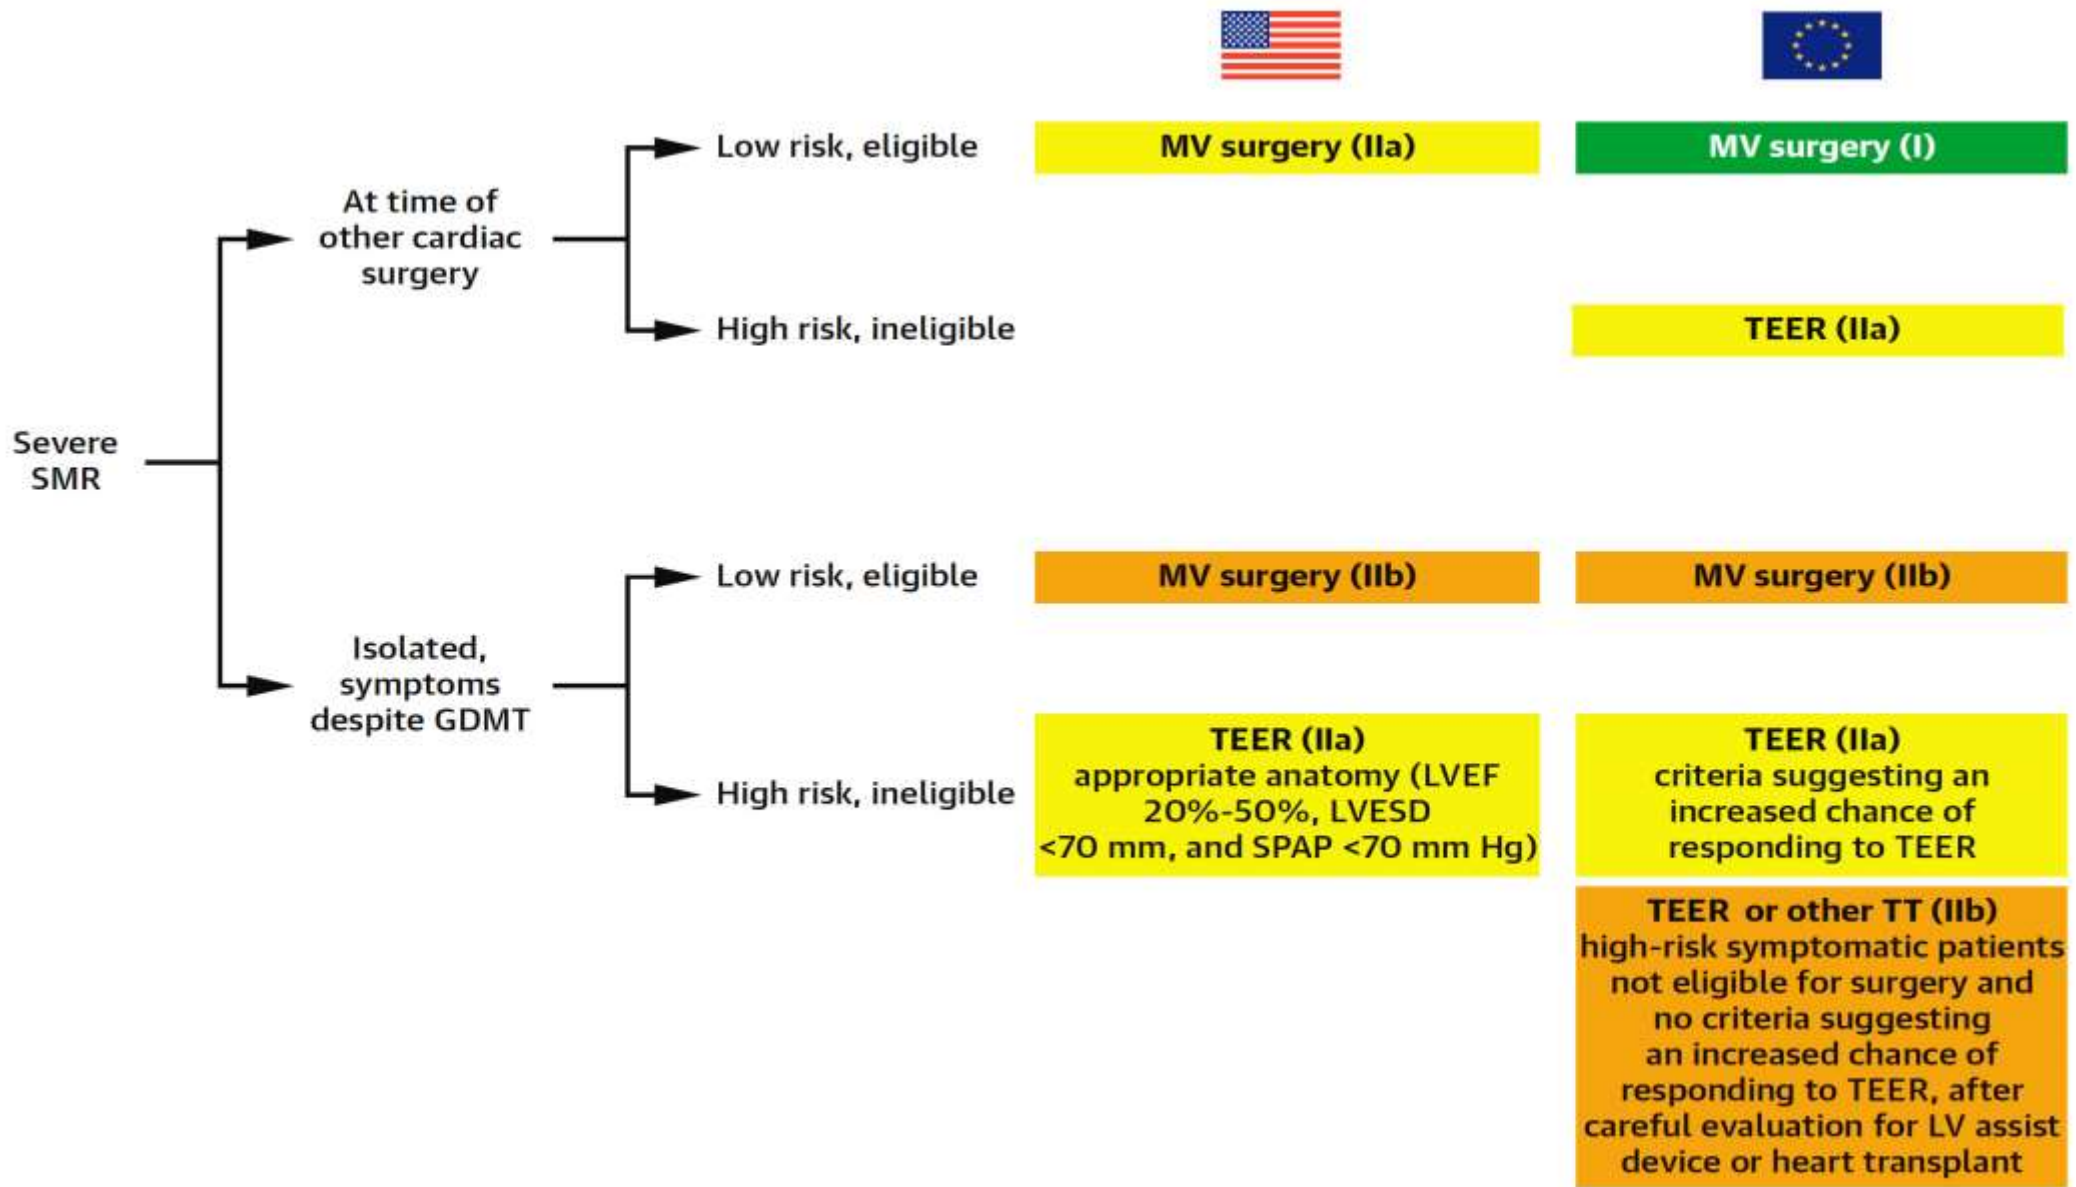 Low risk, eligible
MV surgery (IIa)
MV surgery (I)
At time of
other cardiac
surgery
High risk, ineligible
TEER (IIa)
Severe
SMR
Low risk, eligible
MV surgery (IIb)
MV surgery (IIb)
Isolated,
symptoms
despite GDMT
High risk, ineligible
TEER (IIa)
appropriate anatomy (LVEF
20%-50%, LVESD
<70 mm, and SPAP <70 mm Hg)
TEER (IIa)
criteria suggesting an
increased chance of
responding to TEER
TEER or other TT (IIb)
high-risk symptomatic patients
not eligible for surgery and
no criteria suggesting
an increased chance of
responding to TEER, after
careful evaluation for LV assist
device or heart transplant